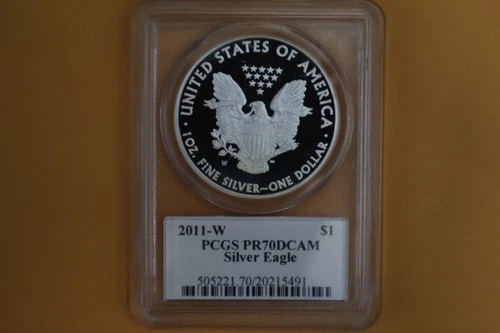 UNITED STATES OF AMERICA
W
1 OZ. FINE SILVER~ONE DOLLAR
2011-W $1
PCGS PR70DCAM
Silver Eagle
505221.70/20215491